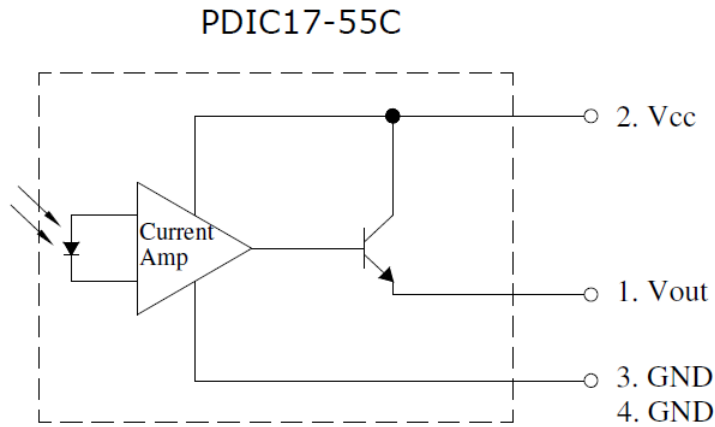 PDIC17-55C
2. Vcc
Current
Amp
1. Vout
3. GND
4. GND